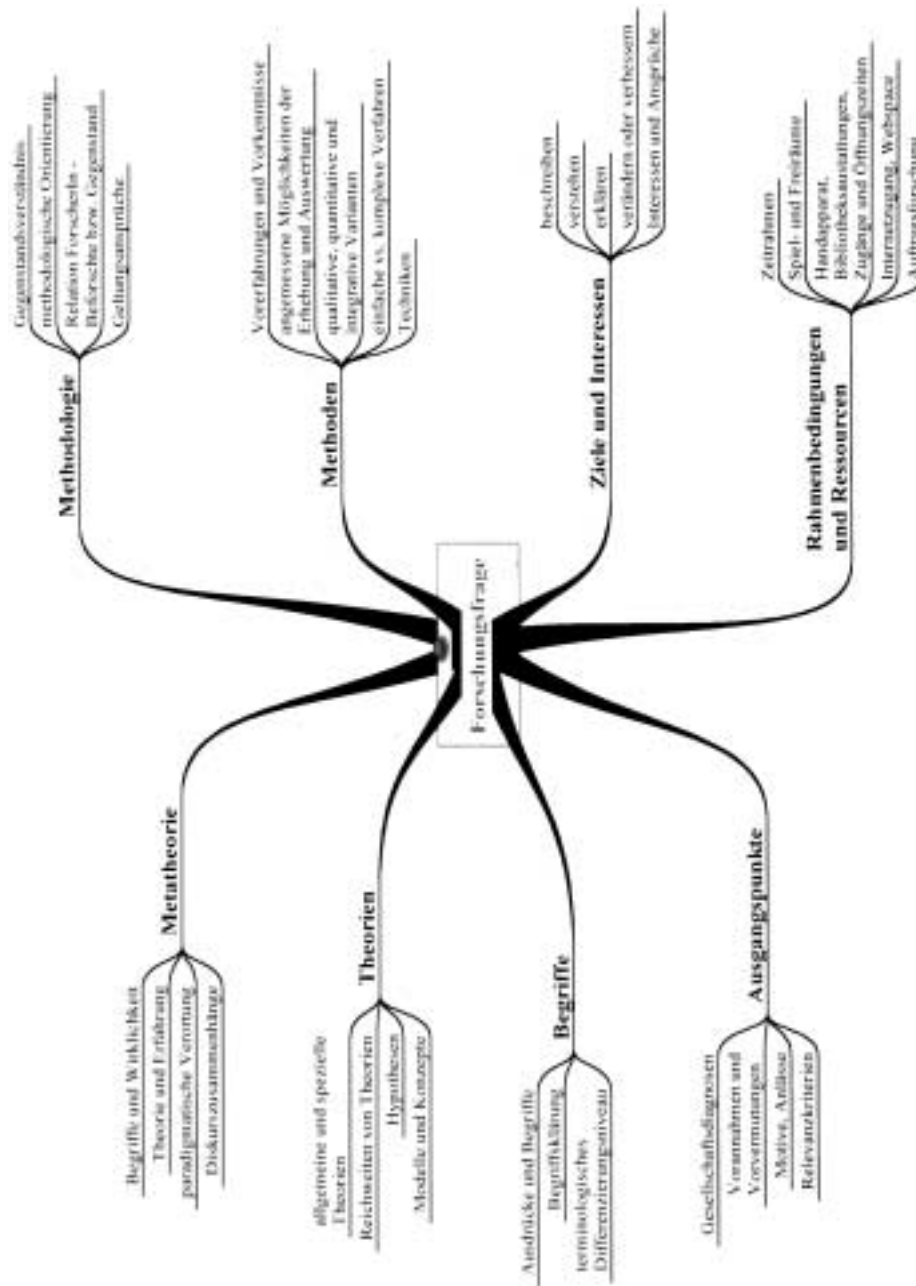 Forschungsfrage
Metatheorie
Begriffe und Wirklichkeit
Theorie und Erfahrung
paradigmatische Verortung
Diskurszusammenhänge
Theorien
allgemeine und spezielle
Theorien
Reichweiten von Theorien
Hypothesen
Modelle und Konzepte
Begriffe
Ausdrücke und Begriffe
Begriffsklärung
terminologisches
Differenzierungsniveau
Ausgangspunkte
Gesellschaftsdiagnosen
Vorannahmen und
Vorvermutungen
Motive, Anlässe
Relevanzkriterien
Methodologie
Gegenstandsverständnis
methodologische Orientierung
Relation ForscherIn -
Beforschte bzw. Gegenstand
Geltungsansprüche
Methoden
Vorerfahrungen und Vorkenntnisse
angemessene Möglichkeiten der
Erhebung und Auswertung
qualitative, quantitative und
integrative Varianten
einfache vs. komplexe Verfahren
Techniken
Ziele und Interessen
beschreiben
verstehen
erklären
verändern oder verbessern
Interessen und Ansprüche
Rahmenbedingungen
und Ressourcen
Zeitrahmen
Spiel- und Freiräume
Handapparat,
Bibliotheksausstattungen,
Zugänge und Öffnungszeiten
Internetzugang, Webspace
Auftragsforschung